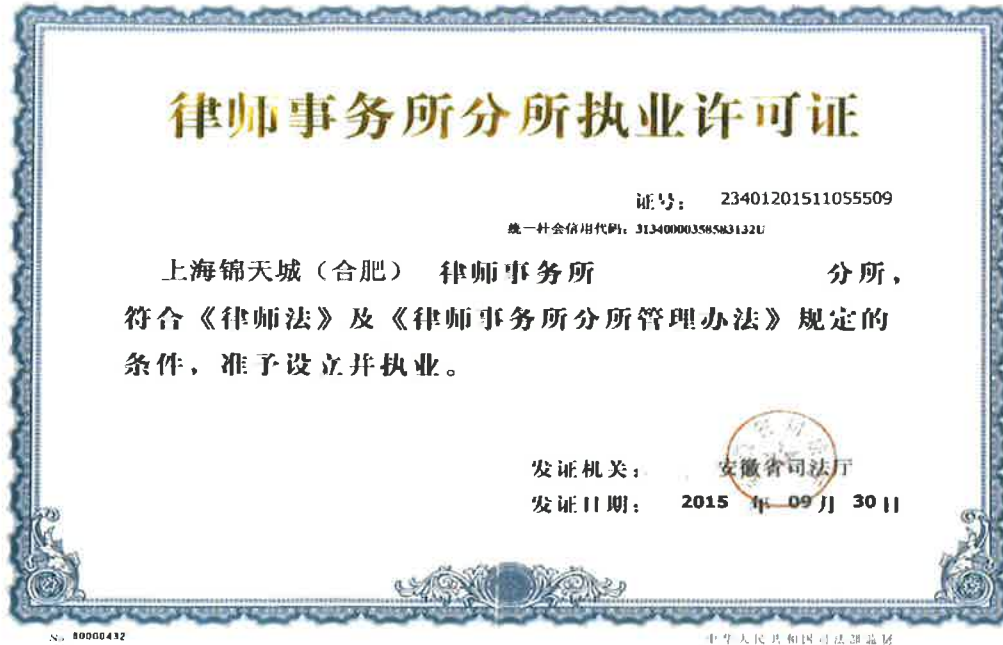 律师事务所分所执业许可证
证号： 23401201511055509
统一社会信用代码：31340000358583132U
上海锦天城（合肥） 律师事务所 分所，
符合《律师法》及《律师事务所分所管理办法》规定的
条件，准予设立并执业。
发证机关： 安徽省司法厅
发证日期： 2015 年 09 月 30 日
No. 80000432
中华人民共和国司法部监制